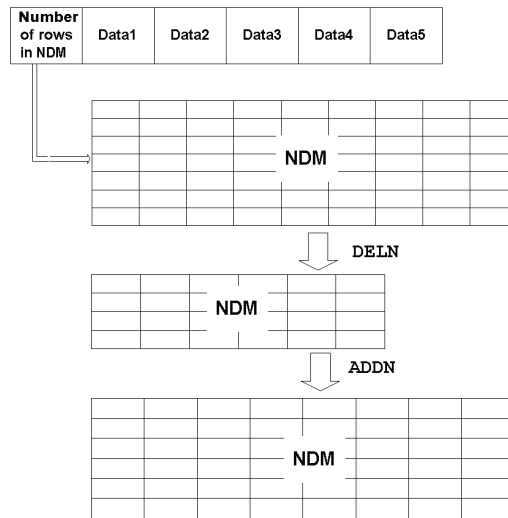 Number
of rows
in NDM
Data1 Data2 Data3 Data4 Data5
NDM
DELN
NDM
ADDN
NDM